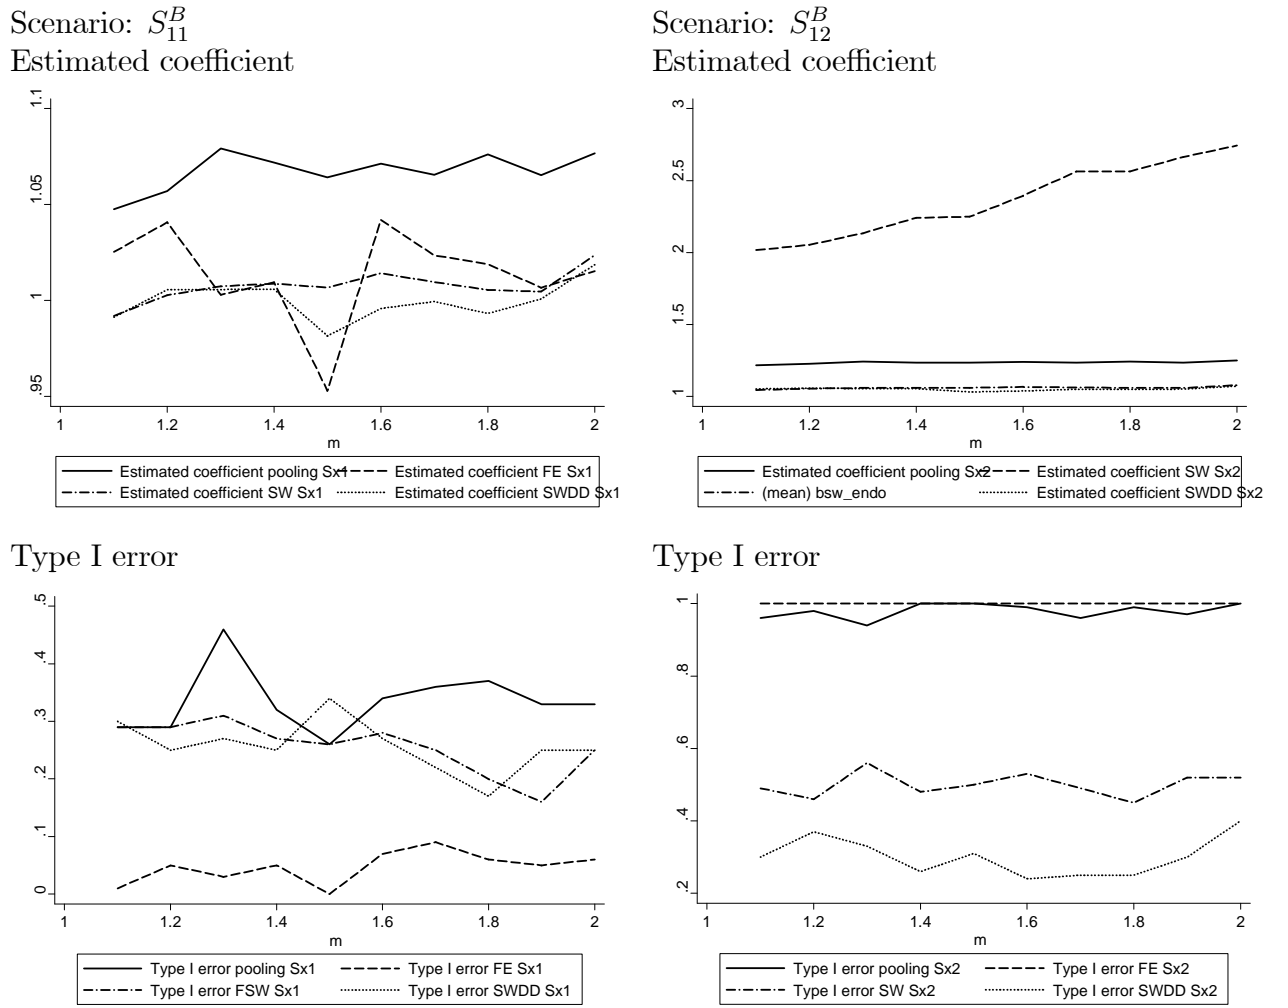 Scenario: S^B_11
Estimated coefficient
1.1
1.05
1
.95
1 1.2 1.4 1.6 1.8 2
m
Estimated coefficient pooling Sx1 Estimated coefficient FE Sx1
Estimated coefficient SW Sx1 Estimated coefficient SWDD Sx1
Scenario: S^B_12
Estimated coefficient
3
2.5
2
1.5
1
1 1.2 1.4 1.6 1.8 2
m
Estimated coefficient pooling Sx2 Estimated coefficient SW Sx2
(mean) bsw_endo Estimated coefficient SWDD Sx2
Type I error
.5
.4
.3
.2
.1
0
1 1.2 1.4 1.6 1.8 2
m
Type I error pooling Sx1 Type I error FE Sx1
Type I error FSW Sx1 Type I error SWDD Sx1
Type I error
1
.8
.6
.4
.2
1 1.2 1.4 1.6 1.8 2
m
Type I error pooling Sx2 Type I error FE Sx2
Type I error SW Sx2 Type I error SWDD Sx2